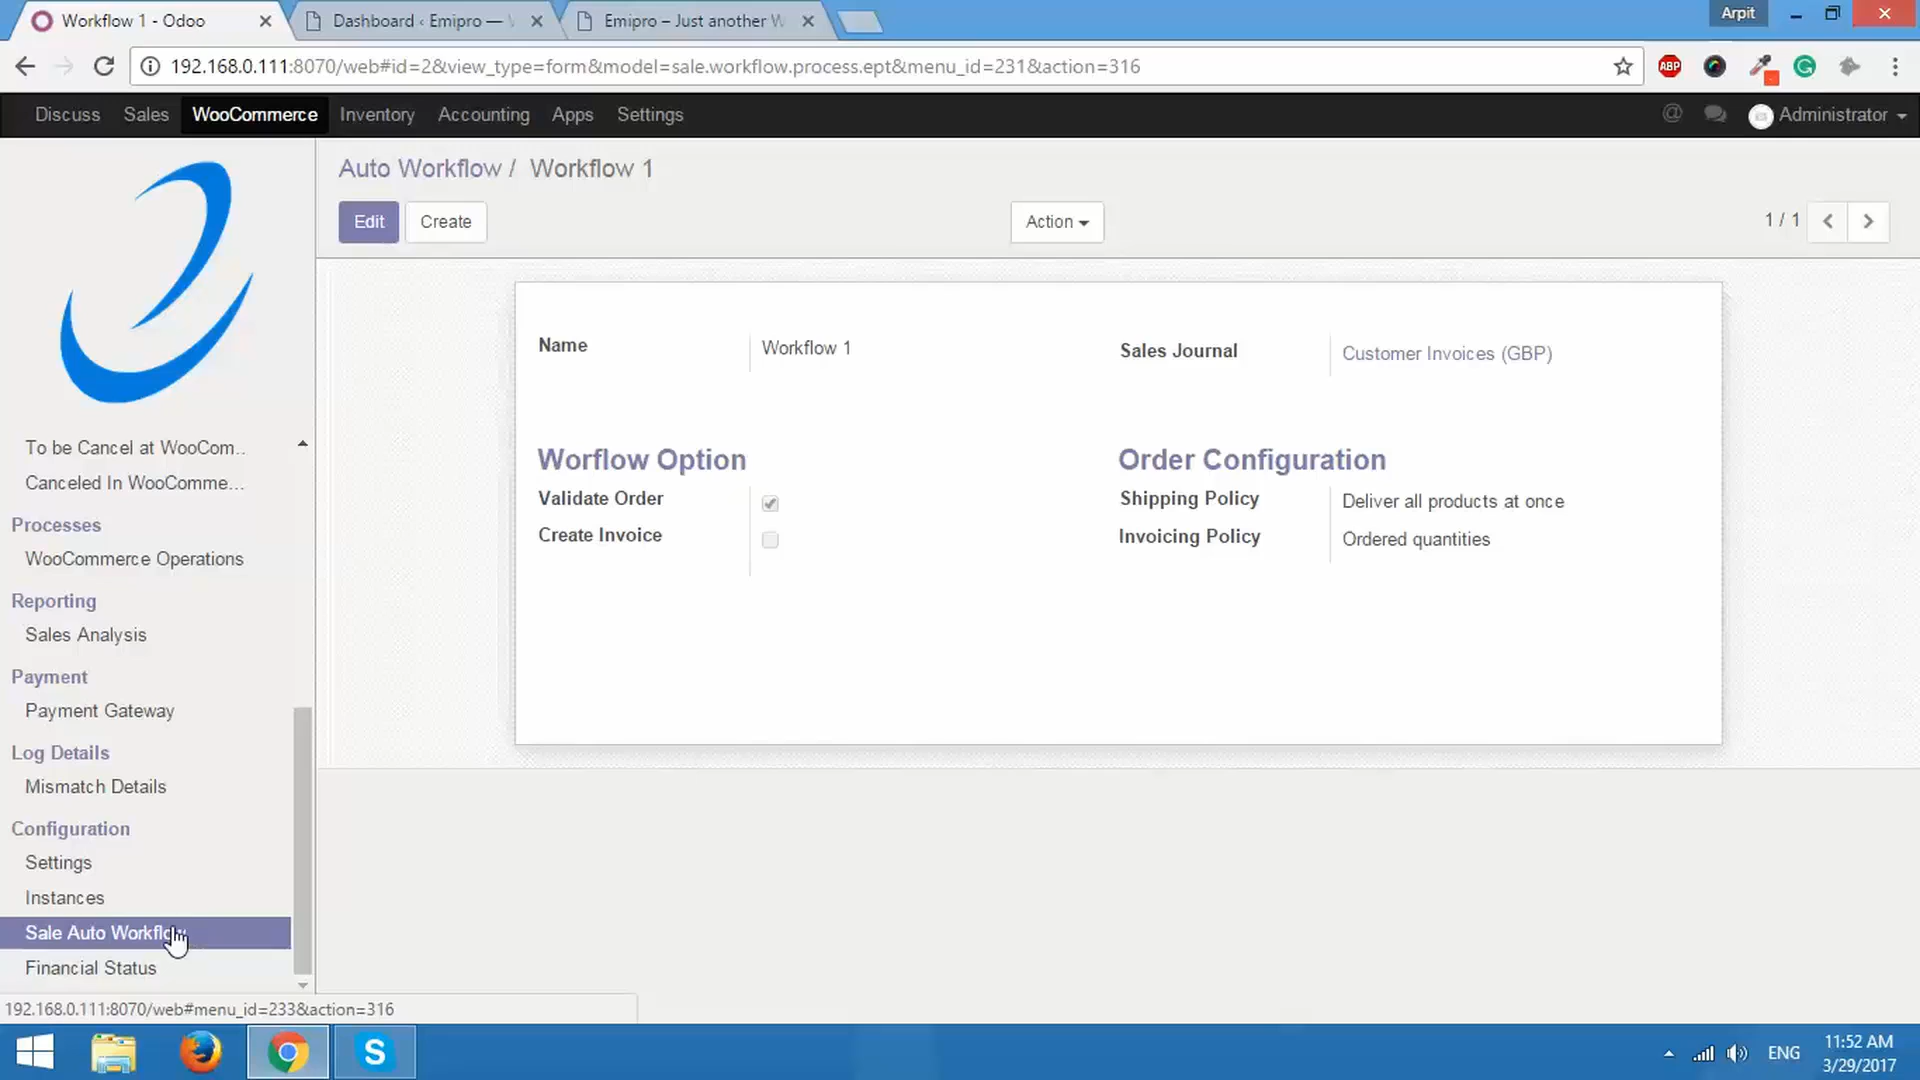 Workflow 1 - Odoo
Dashboard ‹ Emipro —
Emipro – Just another W
Arpit
192.168.0.111:8070/web#id=2&view_type=form&model=sale.workflow.process.ept&menu_id=231&action=316
ABP
Discuss Sales WooCommerce Inventory Accounting Apps Settings
@ Administrator
Auto Workflow / Workflow 1
Edit Create Action 1 / 1
Name Workflow 1 Sales Journal Customer Invoices (GBP)
Worflow Option Order Configuration
Validate Order Shipping Policy Deliver all products at once
Create Invoice Invoicing Policy Ordered quantities
To be Cancel at WooCom..
Canceled In WooComme...
Processes
WooCommerce Operations
Reporting
Sales Analysis
Payment
Payment Gateway
Log Details
Mismatch Details
Configuration
Settings
Instances
Sale Auto Workflow
Financial Status
192.168.0.111:8070/web#menu_id=233&action=316
ENG
11:52 AM
3/29/2017